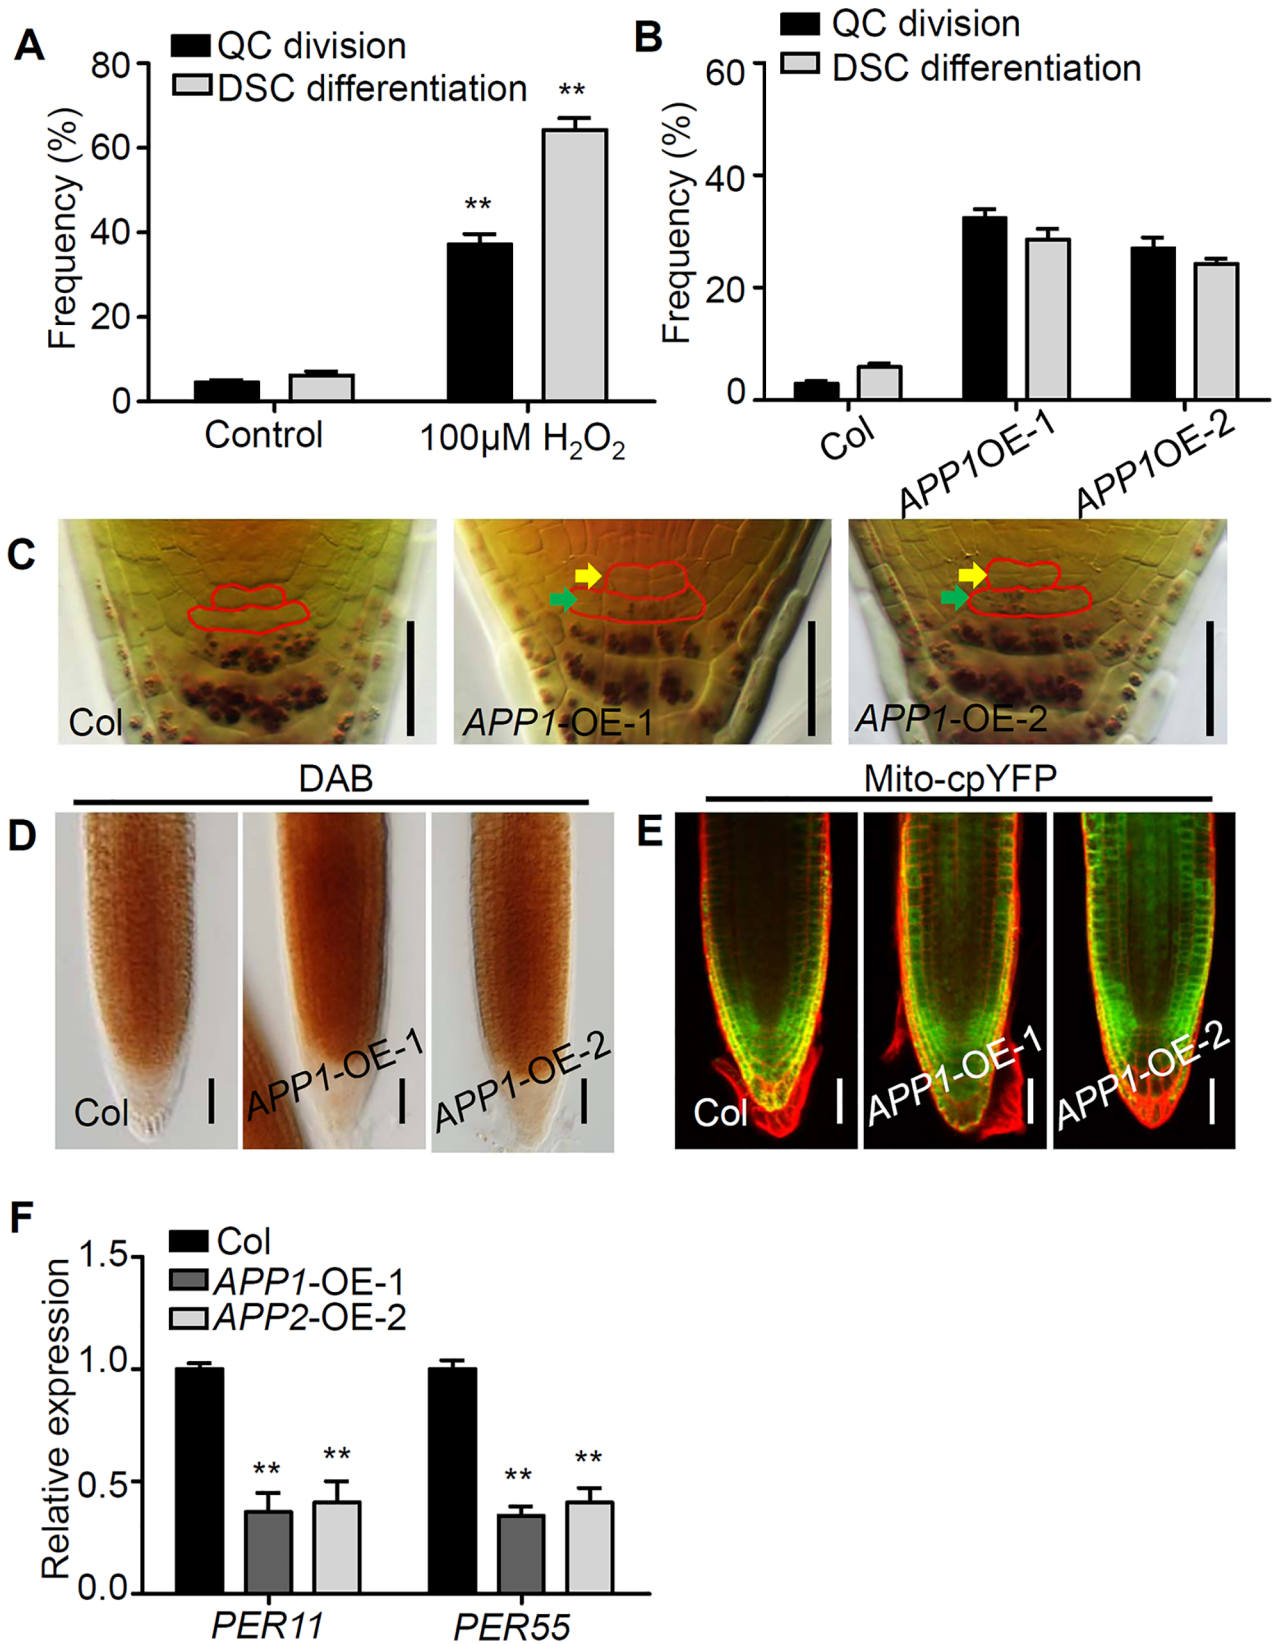 A
QC division
DSC differentiation
**
**
Frequency (%)
80
60
40
20
0
Control
100μM H₂O₂
B
QC division
DSC differentiation
Frequency (%)
60
40
20
0
Col
APP1OE-1
APP1OE-2
C
Col
APP1-OE-1
APP1-OE-2
DAB
D
Col
APP1-OE-1
APP1-OE-2
Mito-cpYFP
E
Col
APP1-OE-1
APP1-OE-2
F
Col
APP1-OE-1
APP2-OE-2
Relative expression
1.5
1.0
0.5
0.0
**
**
**
**
PER11
PER55